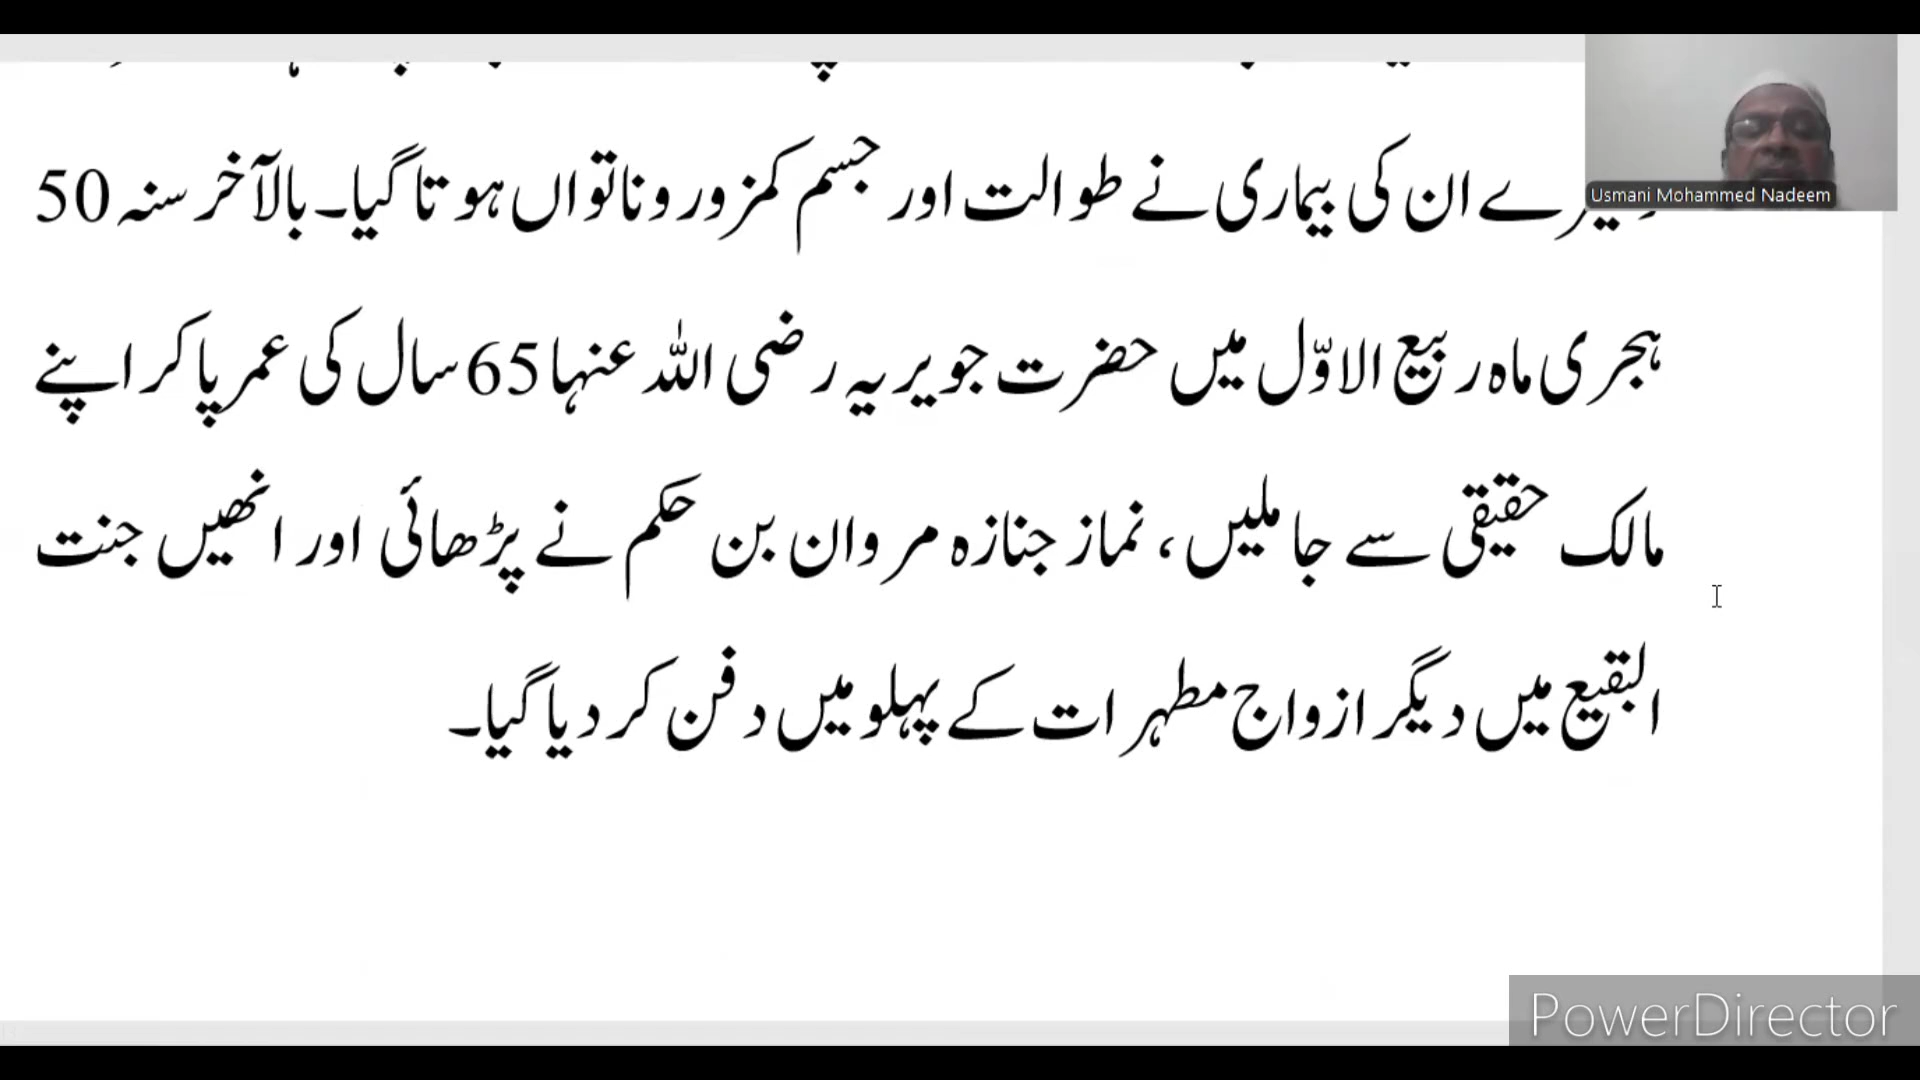 Usmani Mohammed Nadeem
ان کی بیماری نے طوالت اور جسم کمزور و ناتواں ہوتا گیا۔ بالآخر سنہ 50
ہجری ماہ ربیع الاوّل میں حضرت جویریہ رضی اللہ عنہا 65 سال کی عمر پا کر اپنے
مالک حقیقی سے جا ملیں، نماز جنازہ مروان بن حکم نے پڑھائی اور انھیں جنت
البقیع میں دیگر ازواج مطہرات کے پہلو میں دفن کر دیا گیا۔
PowerDirector